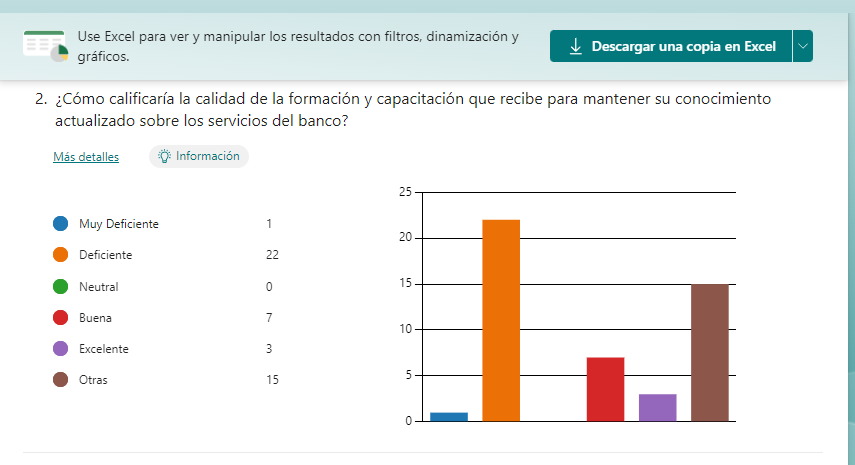 Use Excel para ver y manipular los resultados con filtros, dinamización y
gráficos.
Descargar una copia en Excel
2. ¿Cómo calificaría la calidad de la formación y capacitación que recibe para mantener su conocimiento
actualizado sobre los servicios del banco?
Más detalles
Información
Muy Deficiente 1
Deficiente 22
Neutral 0
Buena 7
Excelente 3
Otras 15
25
20
15
10
5
0